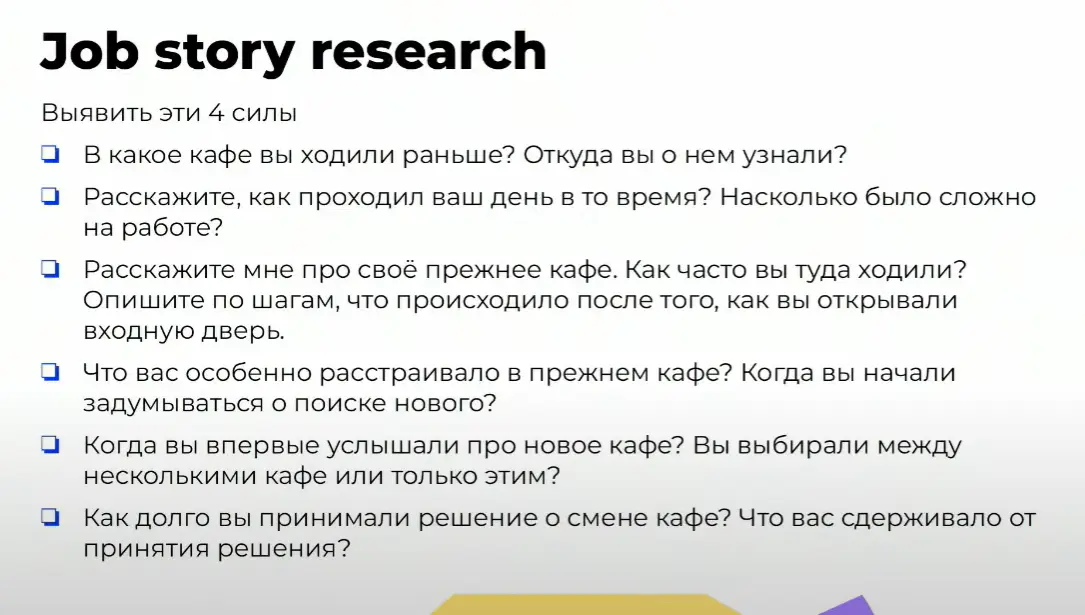 Job story research
Выявить эти 4 силы
В какое кафе вы ходили раньше? Откуда вы о нем узнали?
Расскажите, как проходил ваш день в то время? Насколько было сложно
на работе?
Расскажите мне про своё прежнее кафе. Как часто вы туда ходили?
Опишите по шагам, что происходило после того, как вы открывали
входную дверь.
Что вас особенно расстраивало в прежнем кафе? Когда вы начали
задумываться о поиске нового?
Когда вы впервые услышали про новое кафе? Вы выбирали между
несколькими кафе или только этим?
Как долго вы принимали решение о смене кафе? Что вас сдерживало от
принятия решения?